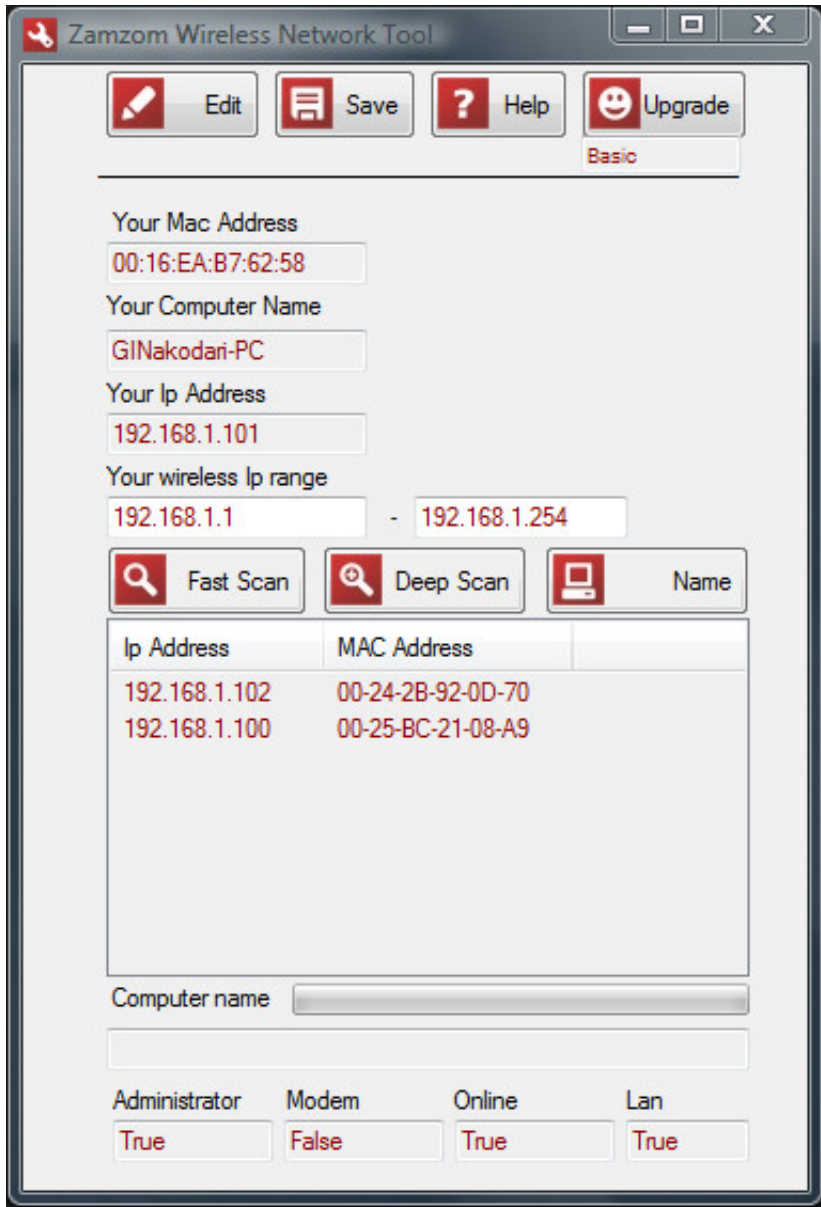 Zamzom Wireless Network Tool
Edit Save Help Upgrade
Basic
Your Mac Address
00:16:EA:B7:62:58
Your Computer Name
GINakodari-PC
Your Ip Address
192.168.1.101
Your wireless Ip range
192.168.1.1 - 192.168.1.254
Fast Scan Deep Scan Name
Ip Address MAC Address
192.168.1.102 00-24-2B-92-0D-70
192.168.1.100 00-25-BC-21-08-A9
Computer name
Administrator Modem Online Lan
True False True True